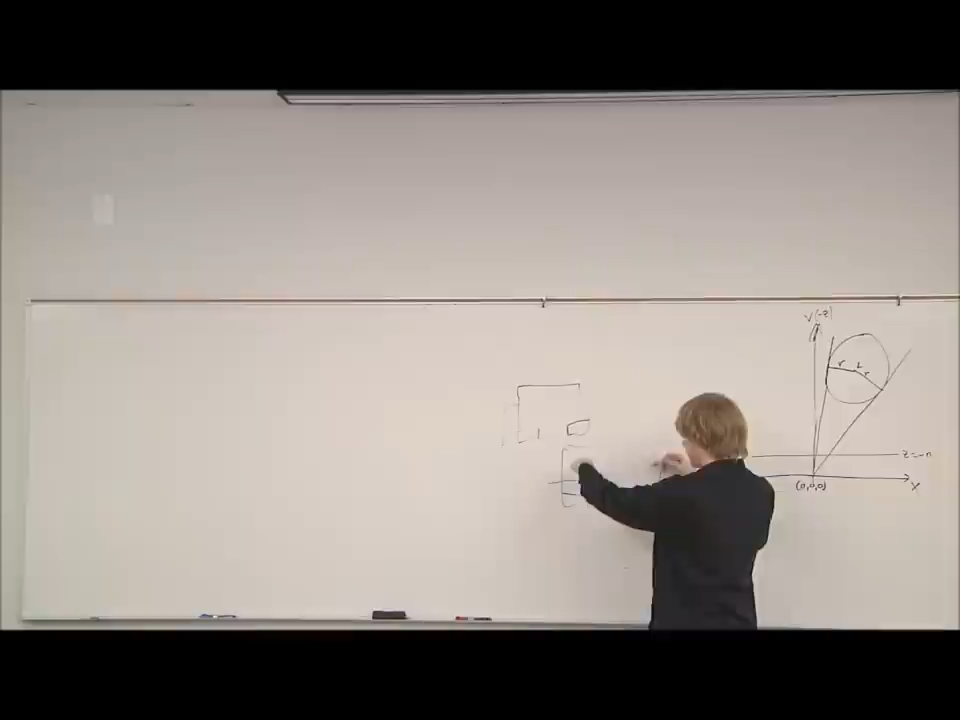 V(-z)
r
L
r
z=-n
x
(0,0,0)